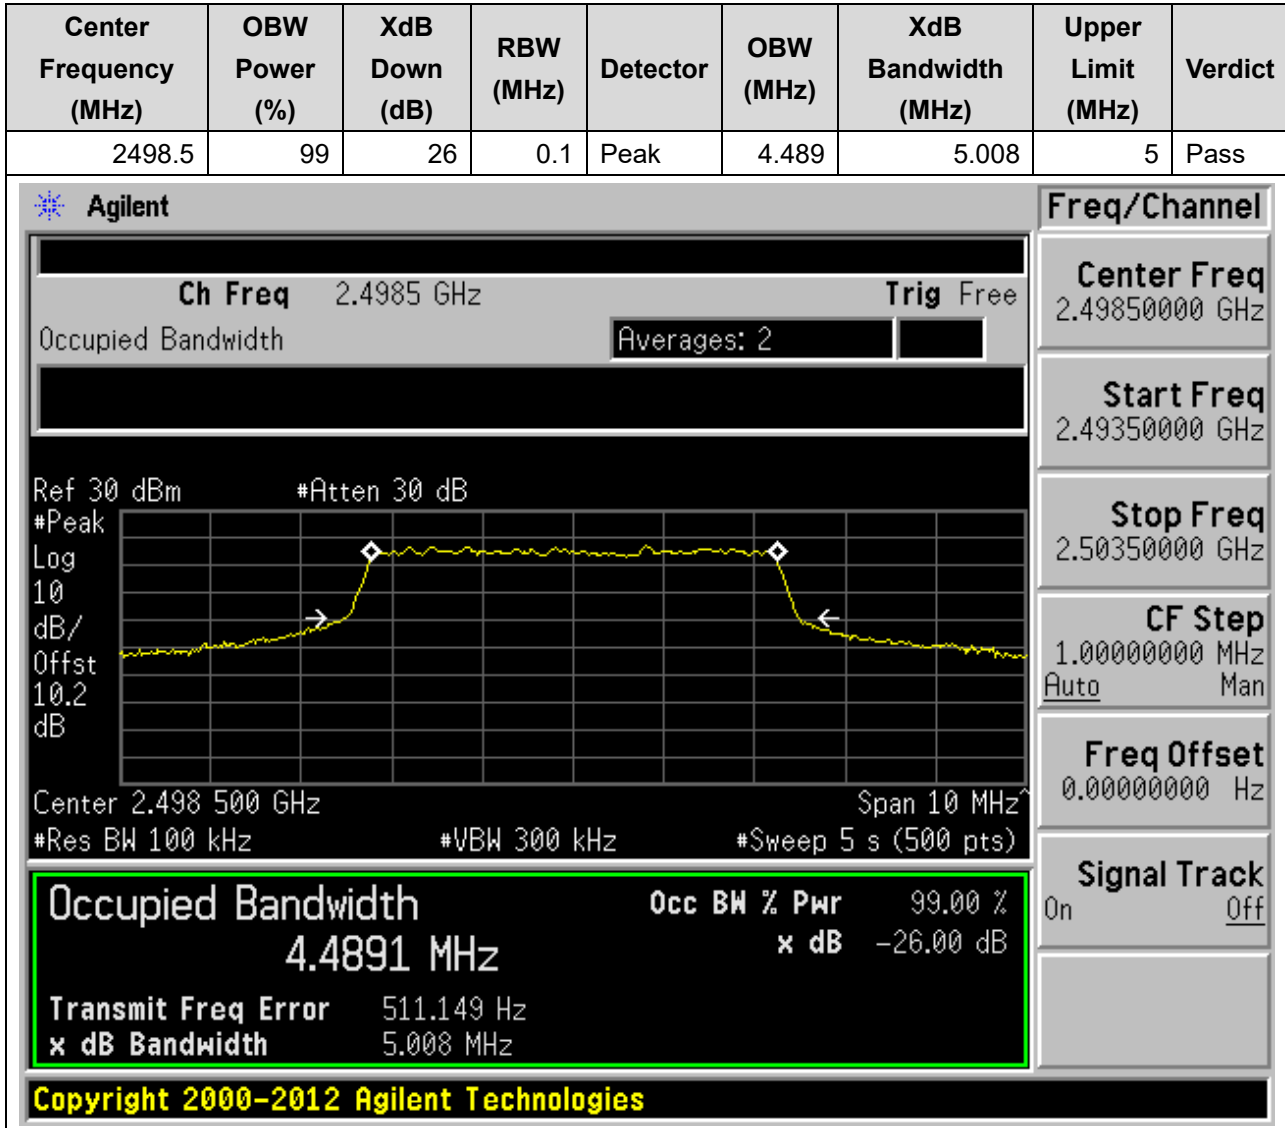 Center Frequency (MHz) OBW Power (%) XdB Down (dB) RBW (MHz) Detector OBW (MHz) XdB Bandwidth (MHz) Upper Limit (MHz) Verdict
2498.5 99 26 0.1 Peak 4.489 5.008 5 Pass
Agilent
Freq/Channel
Ch Freq 2.4985 GHz Trig Free
Occupied Bandwidth Averages: 2
Center Freq
2.49850000 GHz
Start Freq
2.49350000 GHz
Stop Freq
2.50350000 GHz
CF Step
1.00000000 MHz
Auto Man
Freq Offset
0.00000000 Hz
Signal Track
On Off
Ref 30 dBm #Atten 30 dB
#Peak
Log
10
dB/
Offst
10.2
dB
Center 2.498 500 GHz Span 10 MHz^
#Res BW 100 kHz #VBW 300 kHz #Sweep 5 s (500 pts)
Occupied Bandwidth Occ BW % Pwr 99.00 %
4.4891 MHz x dB -26.00 dB
Transmit Freq Error 511.149 Hz
x dB Bandwidth 5.008 MHz
Copyright 2000-2012 Agilent Technologies